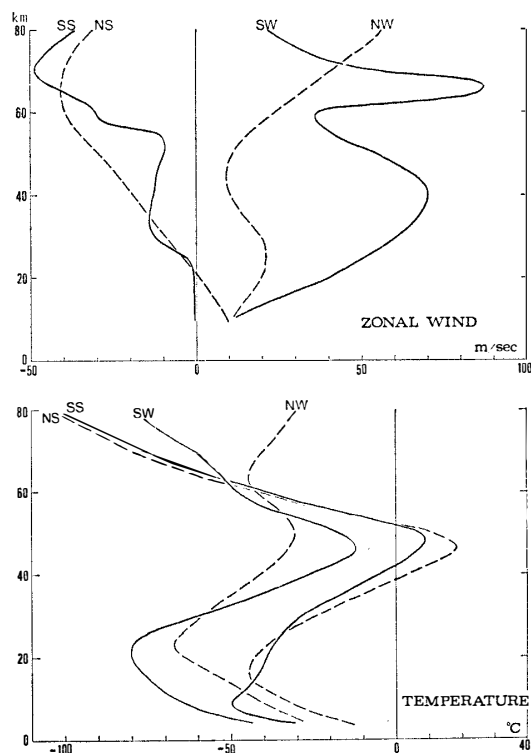 km
SS NS SW NW
80
60
40
20
ZONAL WIND
m/sec
0
-50 0 50 100
SW NW
SS
NS
80
60
40
20
TEMPERATURE
°C
0
-100 -50 0 40